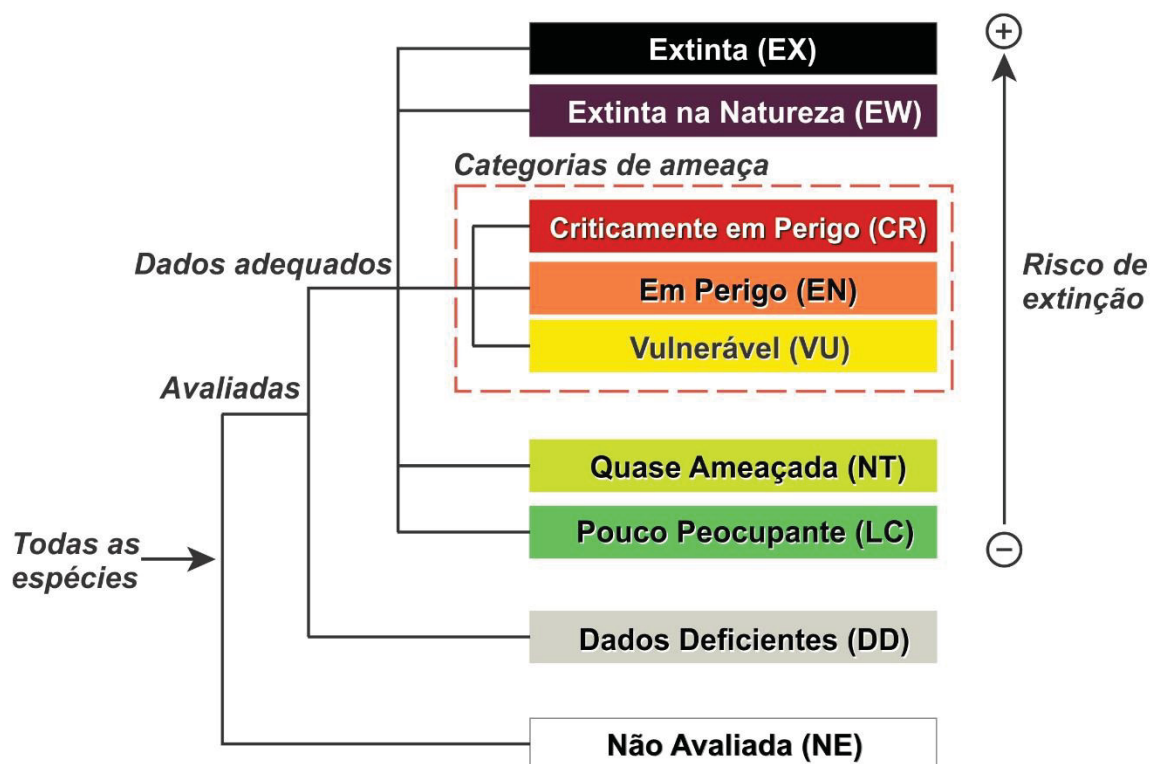 Extinta (EX)
Extinta na Natureza (EW)
Categorias de ameaça
Criticamente em Perigo (CR)
Dados adequados
Em Perigo (EN)
Risco de
extinção
Vulnerável (VU)
Avaliadas
Quase Ameaçada (NT)
Pouco Peocupante (LC)
Todas as
espécies
Dados Deficientes (DD)
Não Avaliada (NE)